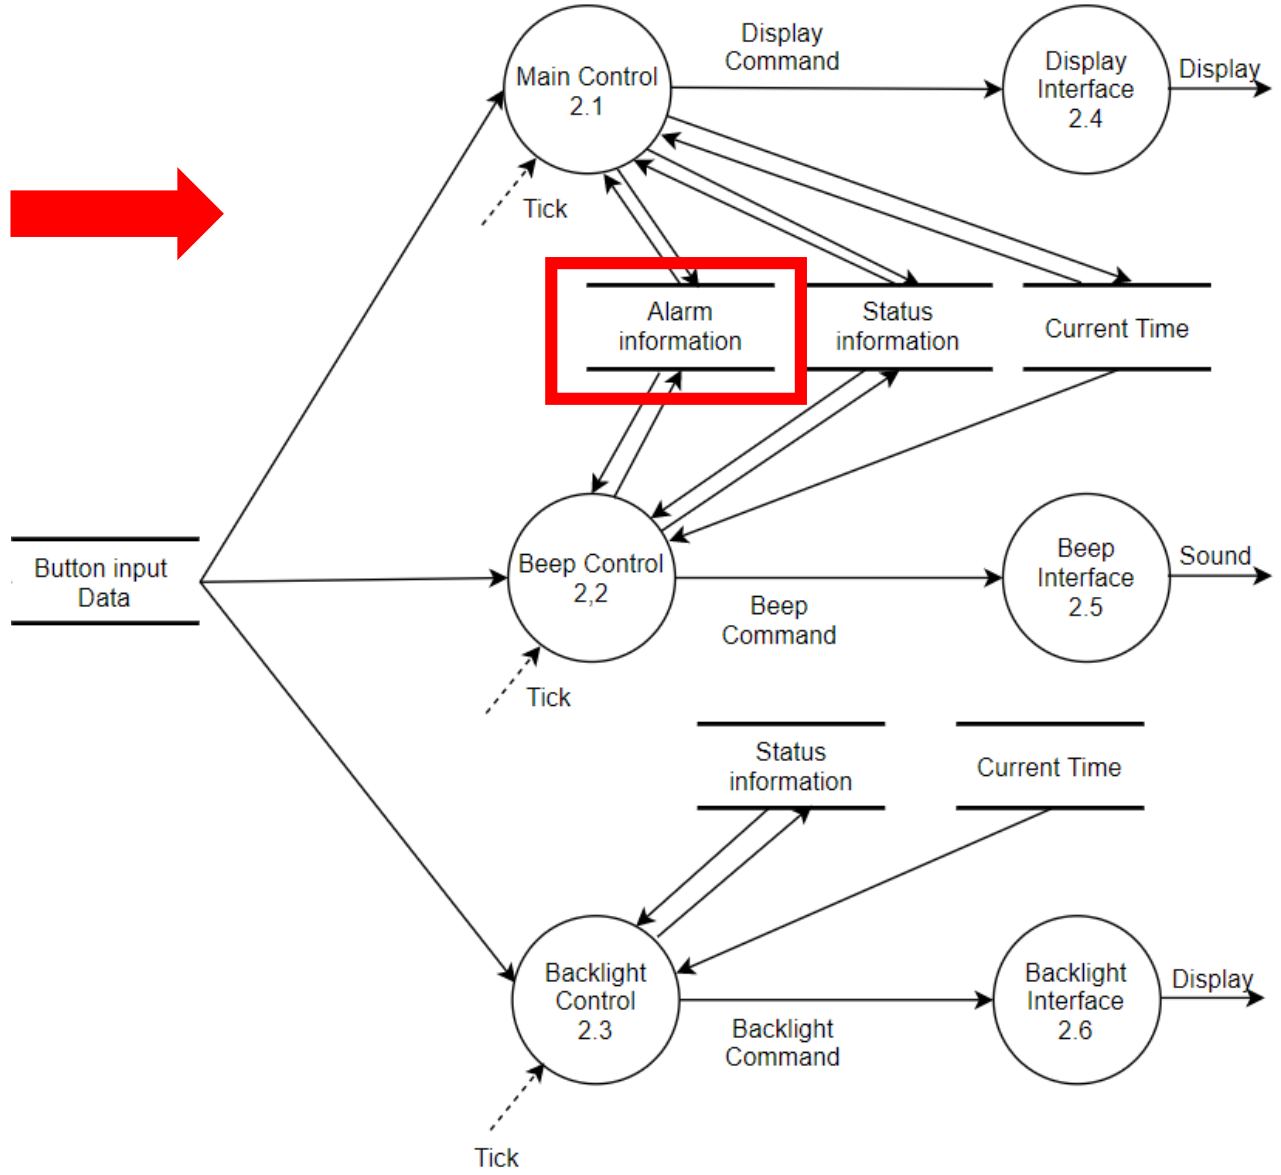 Display
Command
Main Control
2.1
Display
Interface
2.4
Display
Tick
Alarm
information
Status
information
Current Time
Button input
Data
Beep Control
2,2
Beep
Command
Beep
Interface
2.5
Sound
Tick
Status
information
Current Time
Backlight
Control
2.3
Backlight
Command
Backlight
Interface
2.6
Display
Tick